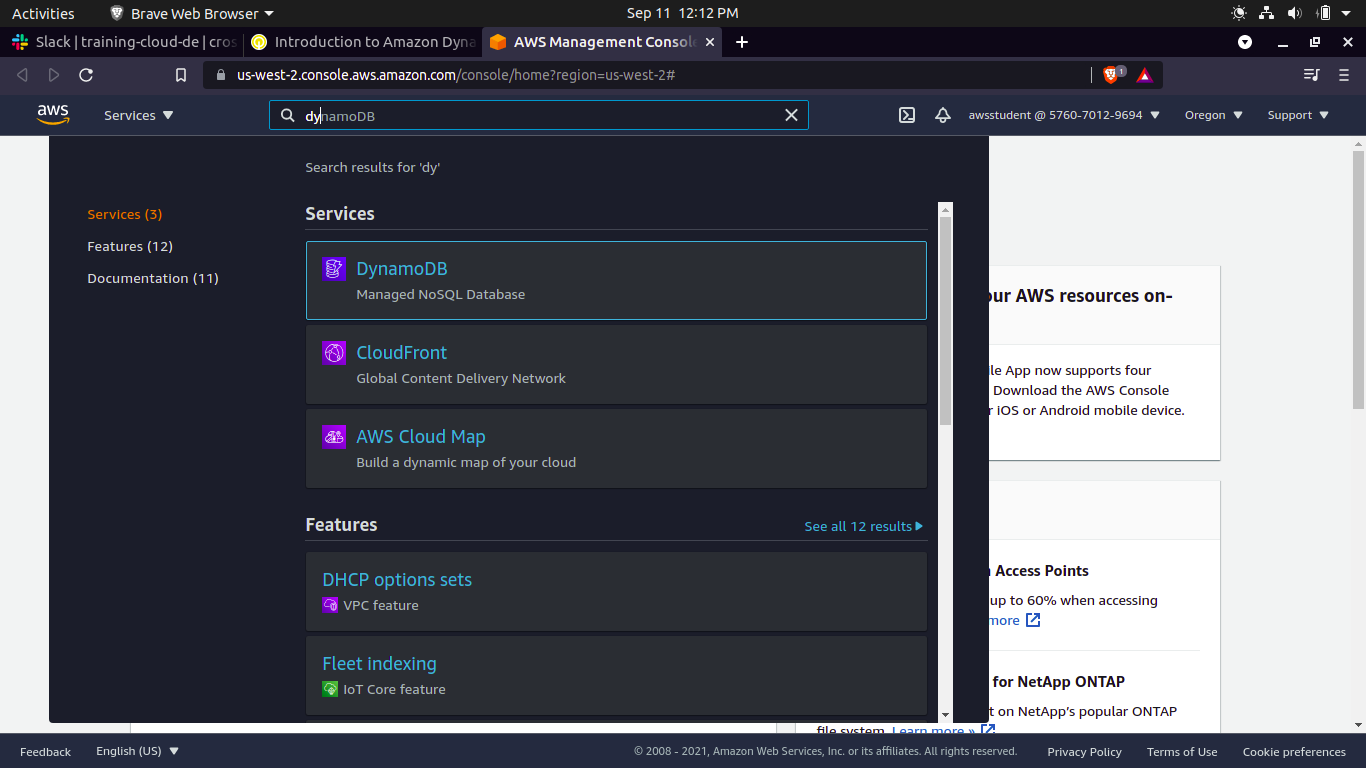 Activities
Brave Web Browser
Sep 11 12:12 PM
Slack | training-cloud-de | cros
Introduction to Amazon Dyna
AWS Management Console
us-west-2.console.aws.amazon.com/console/home?region=us-west-2#
1
aws
Services
dynamoDB
awsstudent @ 5760-7012-9694
Oregon
Support
Search results for 'dy'
Services (3)
Features (12)
Documentation (11)
Services
DynamoDB
Managed NoSQL Database
CloudFront
Global Content Delivery Network
AWS Cloud Map
Build a dynamic map of your cloud
Features
See all 12 results
DHCP options sets
VPC feature
Fleet indexing
IoT Core feature
our AWS resources on-
le App now supports four
Download the AWS Console
r iOS or Android mobile device.
Access Points
up to 60% when accessing
more
for NetApp ONTAP
t on NetApp's popular ONTAP
file system. Learn more »
Feedback
English (US)
© 2008 - 2021, Amazon Web Services, Inc. or its affiliates. All rights reserved.
Privacy Policy
Terms of Use
Cookie preferences